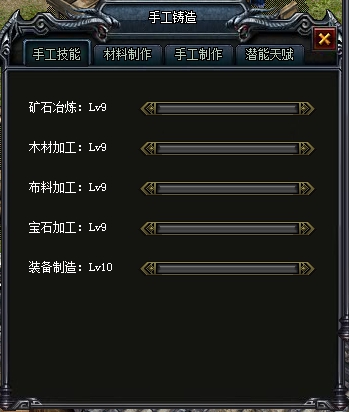 手工铸造
手工技能 材料制作 手工制作 潜能天赋
矿石冶炼：Lv9
木材加工：Lv9
布料加工：Lv9
宝石加工：Lv9
装备制造：Lv10